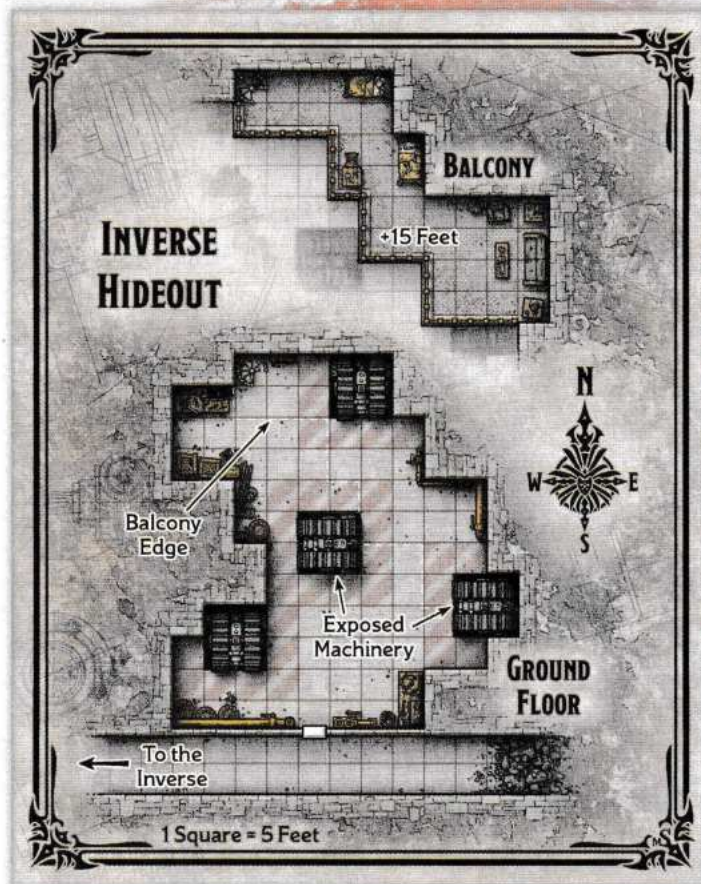 BALCONY
INVERSE
HIDEOUT
+15 Feet
N
W E
S
Balcony
Edge
Exposed
Machinery
GROUND
FLOOR
To the
Inverse
1 Square = 5 Feet